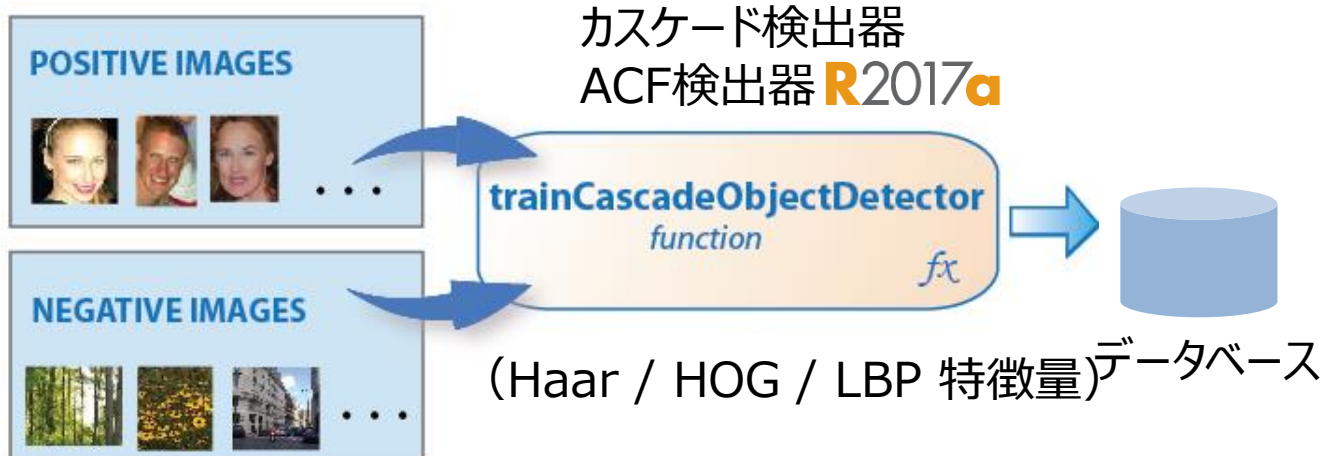 カスケード検出器
ACF検出器 R2017a
POSITIVE IMAGES
...
trainCascadeObjectDetector
function
fx
NEGATIVE IMAGES
...
（Haar / HOG / LBP 特徴量）
データベース